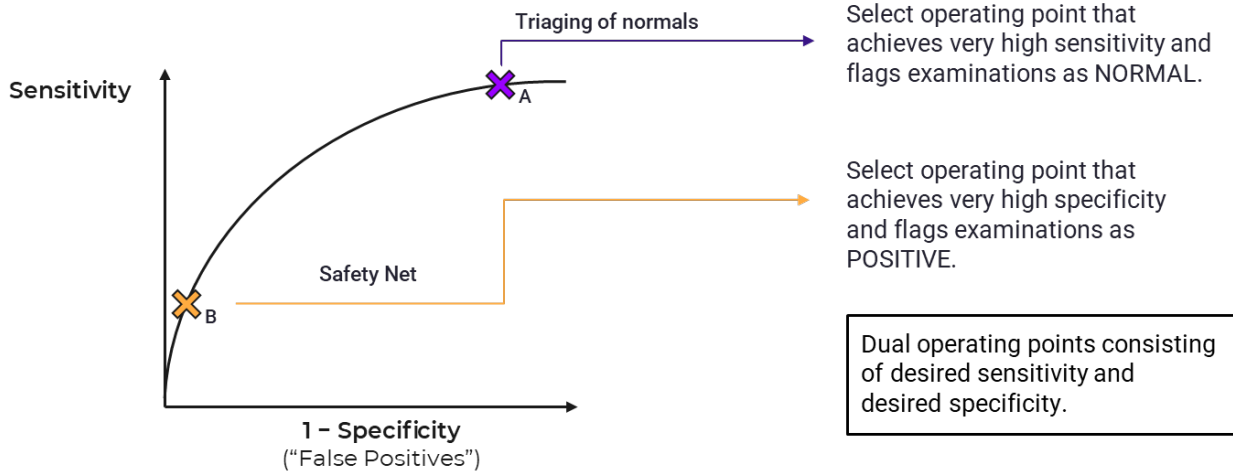 Triaging of normals
Select operating point that
achieves very high sensitivity and
flags examinations as NORMAL.
Sensitivity
A
Select operating point that
achieves very high specificity
and flags examinations as
POSITIVE.
Safety Net
B
Dual operating points consisting
of desired sensitivity and
desired specificity.
1 – Specificity
(“False Positives”)